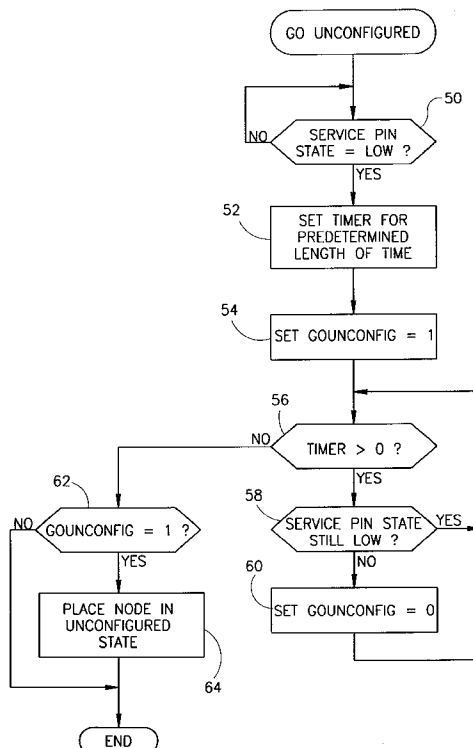 GO UNCONFIGURED
50
NO
SERVICE PIN
STATE = LOW ?
YES
52
SET TIMER FOR
PREDETERMINED
LENGTH OF TIME
54
SET GOUNCONFIG = 1
56
NO
TIMER > 0 ?
YES
62
NO
GOUNCONFIG = 1 ?
YES
58
SERVICE PIN STATE
STILL LOW ?
YES
NO
60
SET GOUNCONFIG = 0
PLACE NODE IN
UNCONFIGURED
STATE
64
END